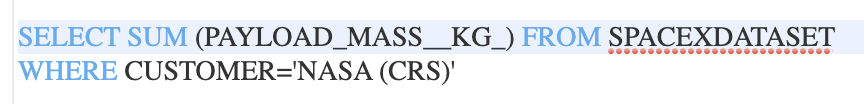 SELECT SUM (PAYLOAD_MASS__KG_) FROM SPACEXDATASET
WHERE CUSTOMER='NASA (CRS)'